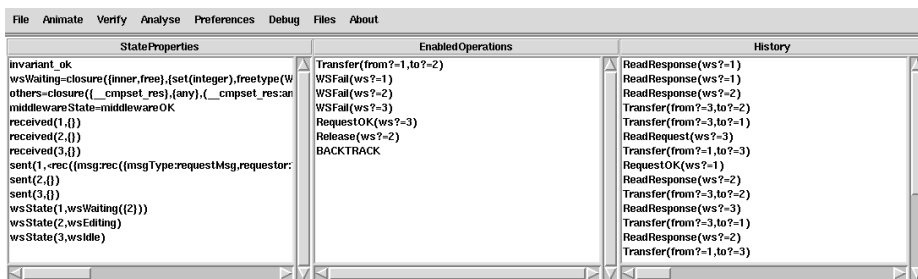 File Animate Verify Analyse Preferences Debug Files About
StateProperties
invariant_ok
wsWaiting=closure({inner,free},{set(integer),freetype(W
others=closure({__cmpset_res},{any},(__cmpset_res:an
middlewareState=middlewareOK
received(1,{})
received(2,{})
received(3,{})
sent(1,<rec((msg:rec((msgType:requestMsg,requestor:
sent(2,{})
sent(3,{})
wsState(1,wsWaiting({2}))
wsState(2,wsEditing)
wsState(3,wsIdle)
EnabledOperations
Transfer(from?=1,to?=2)
WSFail(ws?=1)
WSFail(ws?=2)
WSFail(ws?=3)
RequestOK(ws?=3)
Release(ws?=2)
BACKTRACK
History
ReadResponse(ws?=1)
ReadResponse(ws?=1)
ReadResponse(ws?=2)
Transfer(from?=3,to?=2)
Transfer(from?=3,to?=1)
ReadRequest(ws?=3)
Transfer(from?=1,to?=3)
RequestOK(ws?=1)
ReadResponse(ws?=2)
Transfer(from?=3,to?=2)
ReadResponse(ws?=3)
Transfer(from?=3,to?=1)
ReadResponse(ws?=2)
Transfer(from?=1,to?=3)